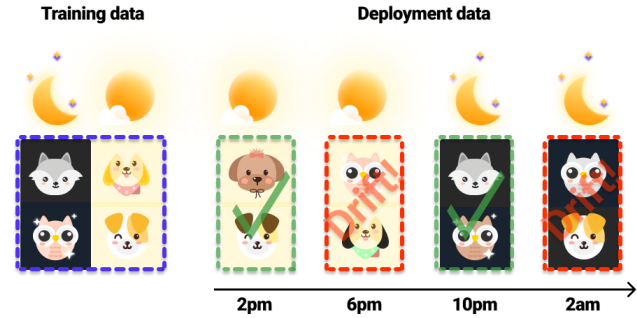 Training data
Deployment data
Drift!
Drift!
2pm
6pm
10pm
2am